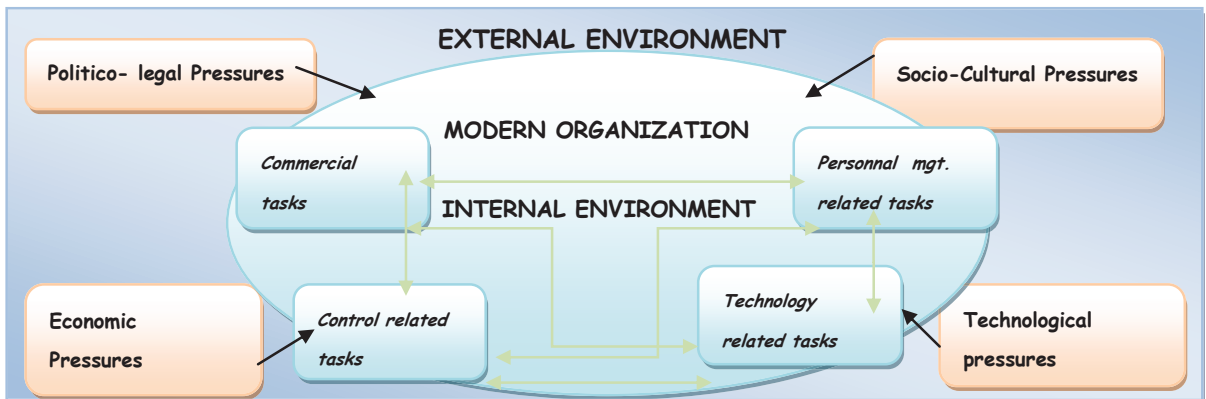 EXTERNAL ENVIRONMENT
Politico- legal Pressures
Socio-Cultural Pressures
MODERN ORGANIZATION
Commercial
tasks
Personnal mgt.
related tasks
INTERNAL ENVIRONMENT
Economic
Pressures
Control related
tasks
Technology
related tasks
Technological
pressures